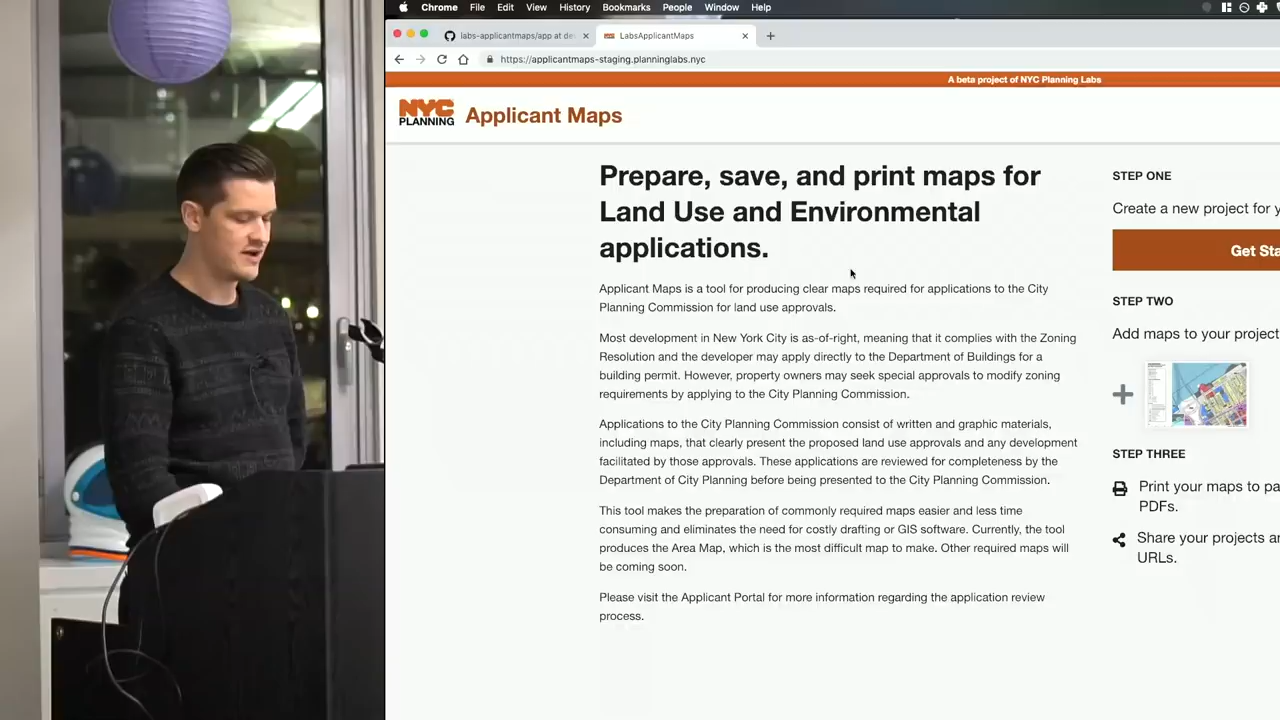 Chrome File Edit View History Bookmarks People Window Help
labs-applicantmaps/app at de
LabsApplicantMaps
https://applicantmaps-staging.planninglabs.nyc
A beta project of NYC Planning Labs
NYC
PLANNING
Applicant Maps
Prepare, save, and print maps for
Land Use and Environmental
applications.
Applicant Maps is a tool for producing clear maps required for applications to the City
Planning Commission for land use approvals.
Most development in New York City is as-of-right, meaning that it complies with the Zoning
Resolution and the developer may apply directly to the Department of Buildings for a
building permit. However, property owners may seek special approvals to modify zoning
requirements by applying to the City Planning Commission.
Applications to the City Planning Commission consist of written and graphic materials,
including maps, that clearly present the proposed land use approvals and any development
facilitated by those approvals. These applications are reviewed for completeness by the
Department of City Planning before being presented to the City Planning Commission.
This tool makes the preparation of commonly required maps easier and less time
consuming and eliminates the need for costly drafting or GIS software. Currently, the tool
produces the Area Map, which is the most difficult map to make. Other required maps will
be coming soon.
Please visit the Applicant Portal for more information regarding the application review
process.
STEP ONE
Create a new project for y
Get Sta
STEP TWO
Add maps to your project
STEP THREE
Print your maps to pa
PDFs.
Share your projects an
URLs.